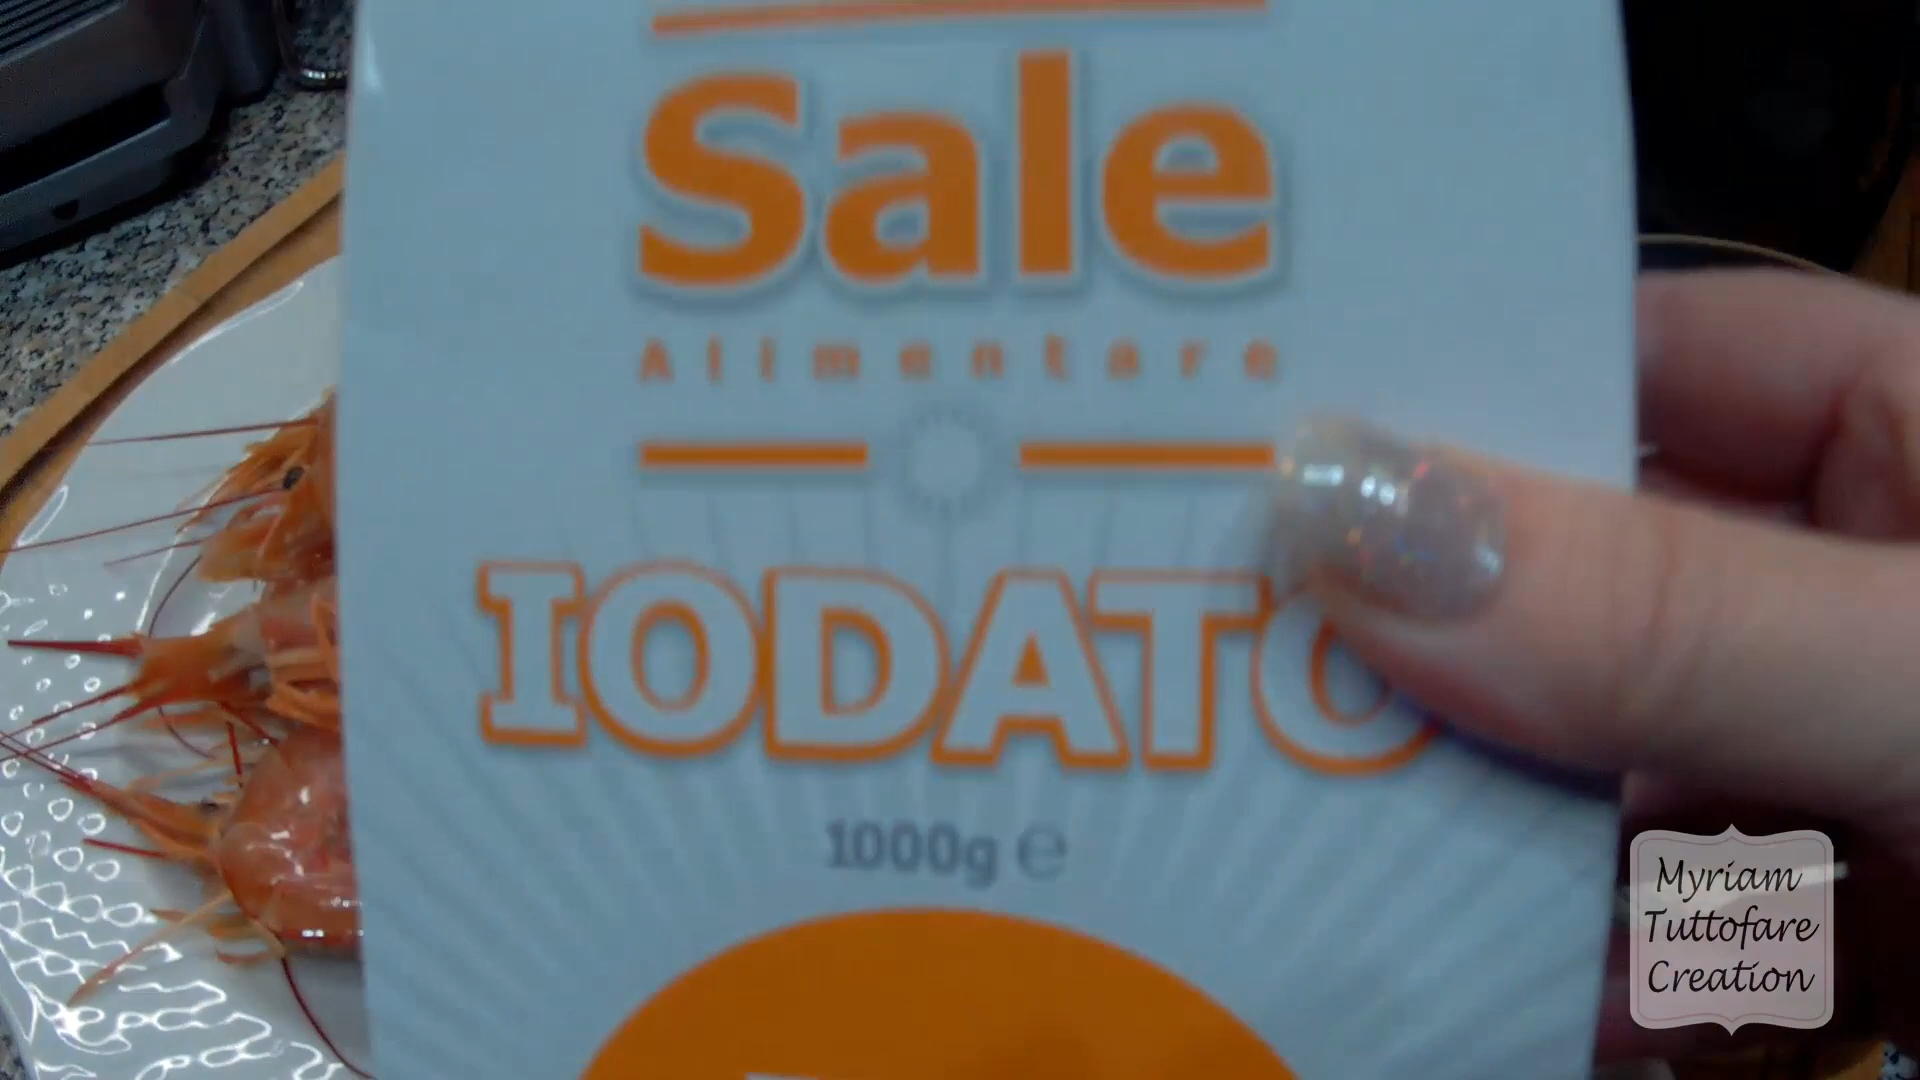 Sale
Alimentare
IODATO
1000g ℮
Myriam
Tuttofare
Creation